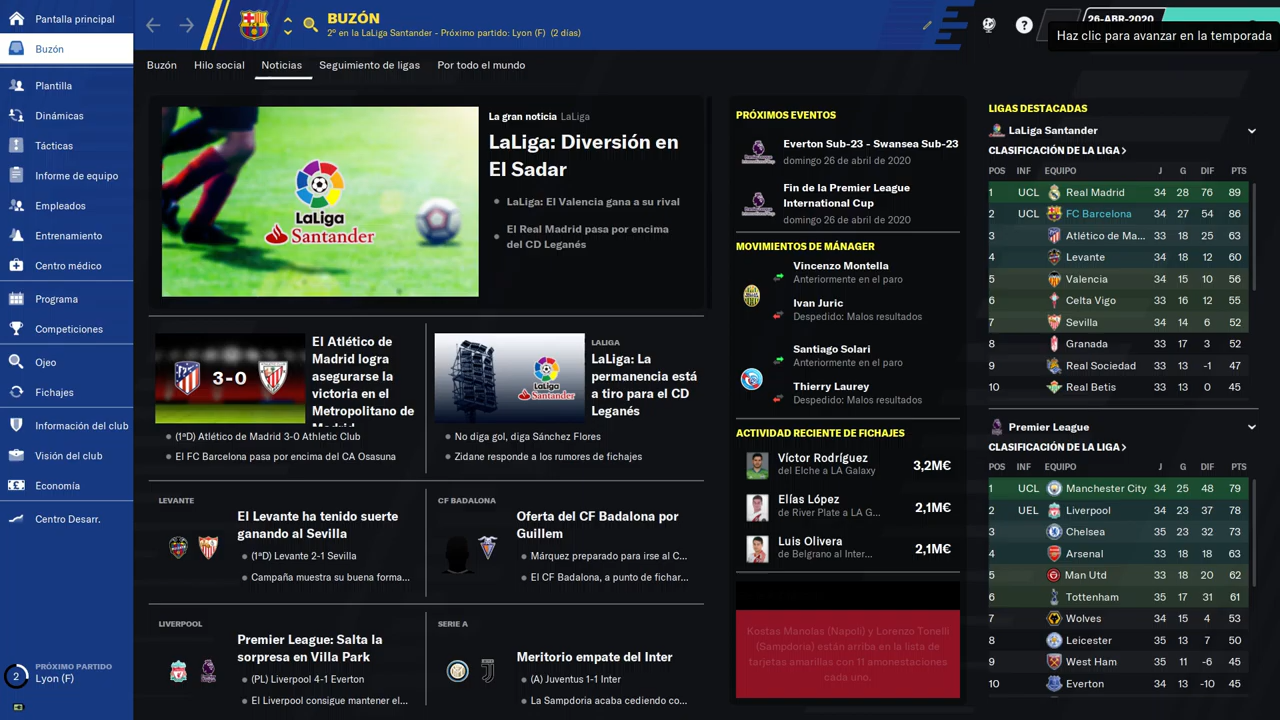 Pantalla principal
Buzón
Plantilla
Dinámicas
Tácticas
Informe de equipo
Empleados
Entrenamiento
Centro médico
Programa
Competiciones
Ojeo
Fichajes
Información del club
Visión del club
Economía
Centro Desarr.
PRÓXIMO PARTIDO
2
Lyon (F)
BUZÓN
2º en la LaLiga Santander - Próximo partido: Lyon (F) (2 días)
26-ABR-2020
Haz clic para avanzar en la temporada
Buzón Hilo social Noticias Seguimiento de ligas Por todo el mundo
LaLiga
Santander
La gran noticia LaLiga
LaLiga: Diversión en
El Sadar
LaLiga: El Valencia gana a su rival
El Real Madrid pasa por encima
del CD Leganés
3-0
El Atlético de
Madrid logra
asegurarse la
victoria en el
Metropolitano de
(1ªD) Atlético de Madrid 3-0 Athletic Club
El FC Barcelona pasa por encima del CA Osasuna
LaLiga
Santander
LALIGA
LaLiga: La
permanencia está
a tiro para el CD
Leganés
No diga gol, diga Sánchez Flores
Zidane responde a los rumores de fichajes
LEVANTE
El Levante ha tenido suerte
ganando al Sevilla
(1ªD) Levante 2-1 Sevilla
Campaña muestra su buena forma...
CF BADALONA
Oferta del CF Badalona por
Guillem
Márquez preparado para irse al C...
El CF Badalona, a punto de fichar...
LIVERPOOL
Premier League: Salta la
sorpresa en Villa Park
(PL) Liverpool 4-1 Everton
El Liverpool consigue mantener el...
SERIE A
Meritorio empate del Inter
(A) Juventus 1-1 Inter
La Sampdoria acaba cediendo co...
PRÓXIMOS EVENTOS
Everton Sub-23 - Swansea Sub-23
domingo 26 de abril de 2020
Fin de la Premier League
International Cup
domingo 26 de abril de 2020
MOVIMIENTOS DE MÁNAGER
Vincenzo Montella
Anteriormente en el paro
Ivan Juric
Despedido: Malos resultados
Santiago Solari
Anteriormente en el paro
Thierry Laurey
Despedido: Malos resultados
ACTIVIDAD RECIENTE DE FICHAJES
Víctor Rodríguez
del Elche a LA Galaxy
3,2M€
Elías López
de River Plate a LA G...
2,1M€
Luis Olivera
de Belgrano al Inter...
2,1M€
Kostas Manolas (Napoli) y Lorenzo Tonelli
(Sampdoria) están arriba en la lista de
tarjetas amarillas con 11 amonestaciones
cada uno.
LIGAS DESTACADAS
LaLiga Santander
CLASIFICACIÓN DE LA LIGA
POS INF EQUIPO J G DIF PTS
1 UCL Real Madrid 34 28 76 89
2 UCL FC Barcelona 34 27 54 86
3 Atlético de Ma... 33 18 25 63
4 Levante 34 18 12 60
5 Valencia 34 15 10 56
6 Celta Vigo 33 16 12 55
7 Sevilla 34 14 6 52
8 Granada 33 17 3 52
9 Real Sociedad 33 13 -1 47
10 Real Betis 33 13 0 45
Premier League
CLASIFICACIÓN DE LA LIGA
POS INF EQUIPO J G DIF PTS
1 UCL Manchester City 34 25 48 79
2 UEL Liverpool 34 23 37 78
3 Chelsea 35 23 32 73
4 Arsenal 33 18 18 63
5 Man Utd 33 18 20 62
6 Tottenham 35 17 31 61
7 Wolves 34 15 4 53
8 Leicester 35 13 7 50
9 West Ham 35 11 -6 45
10 Everton 34 13 -10 45